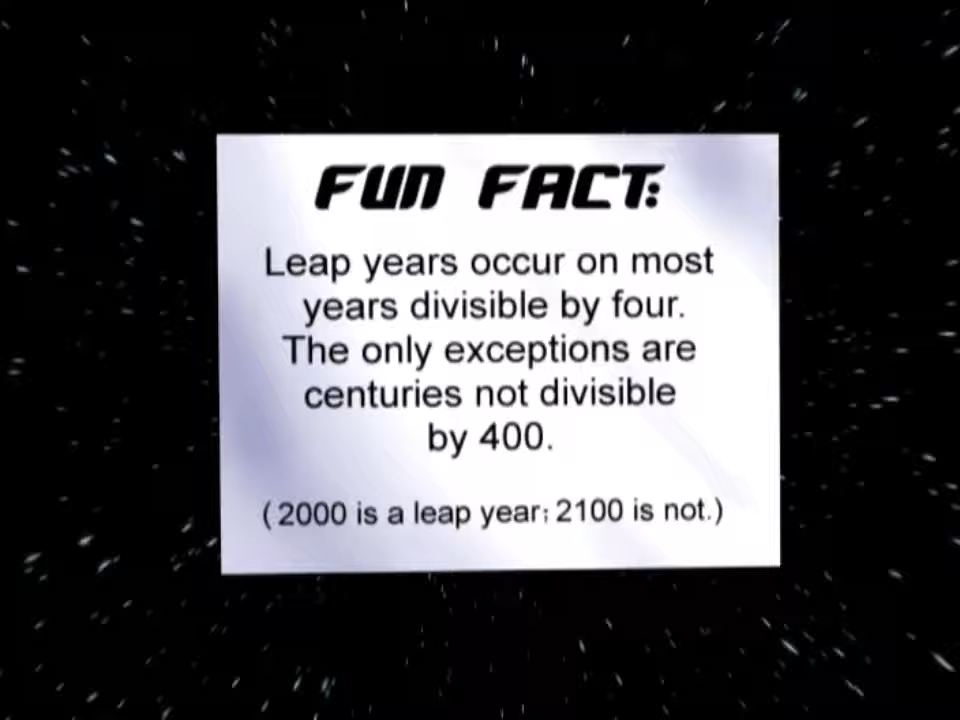 FUN FACT:
Leap years occur on most
years divisible by four.
The only exceptions are
centuries not divisible
by 400.
(2000 is a leap year; 2100 is not.)